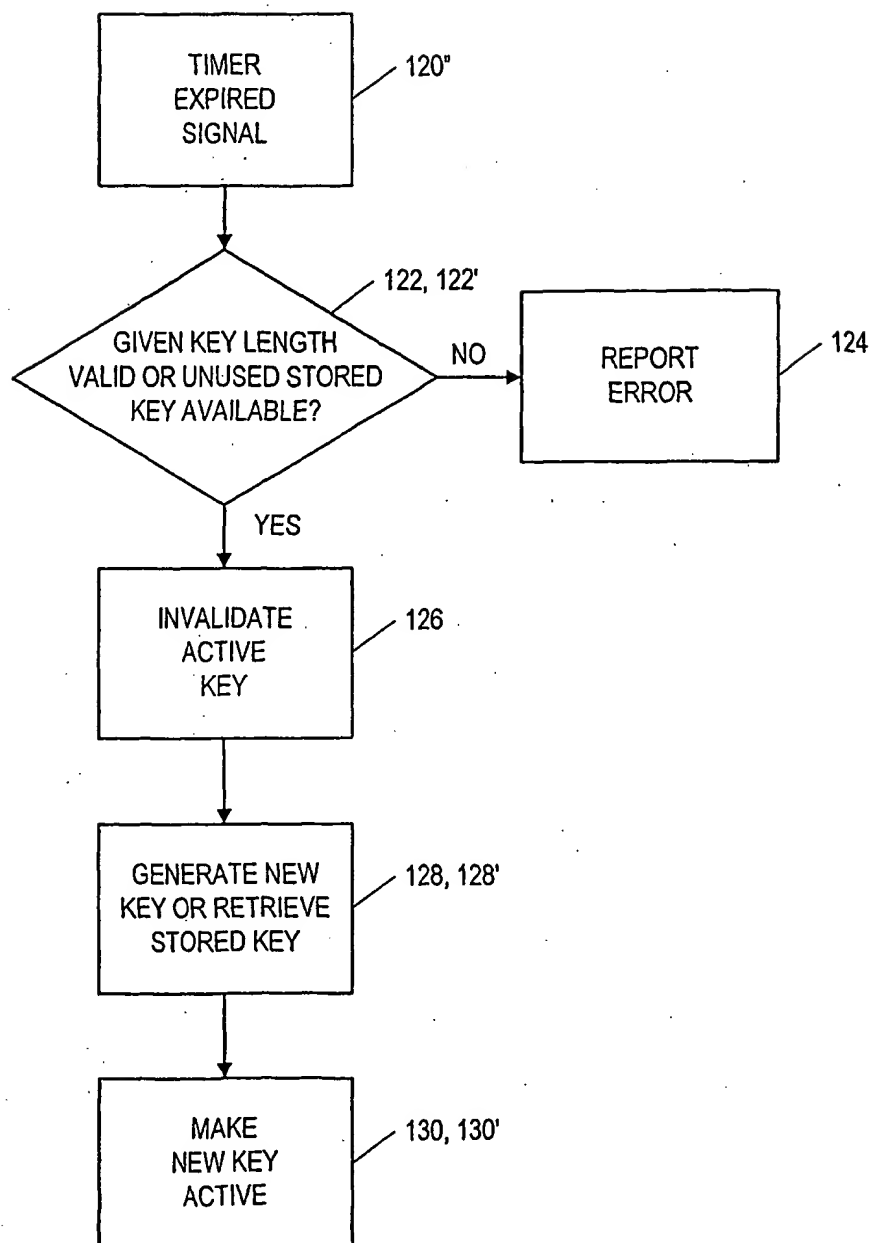 TIMER
EXPIRED
SIGNAL
120"
122, 122'
GIVEN KEY LENGTH
VALID OR UNUSED STORED
KEY AVAILABLE?
NO
REPORT
ERROR
124
YES
INVALIDATE
ACTIVE
KEY
126
GENERATE NEW
KEY OR RETRIEVE
STORED KEY
128, 128'
MAKE
NEW KEY
ACTIVE
130, 130'